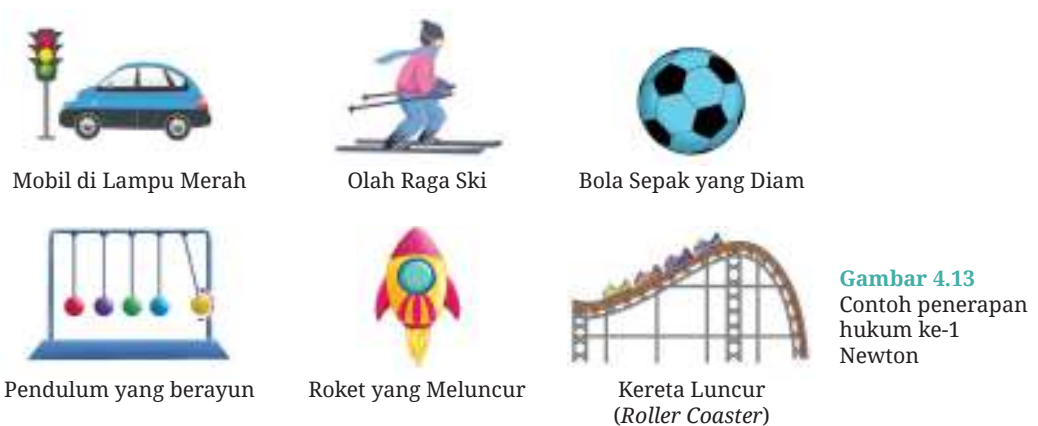 Mobil di Lampu Merah
Olah Raga Ski
Bola Sepak yang Diam
Pendulum yang berayun
Roket yang Meluncur
Kereta Luncur
(Roller Coaster)
Gambar 4.13
Contoh penerapan
hukum ke-1
Newton